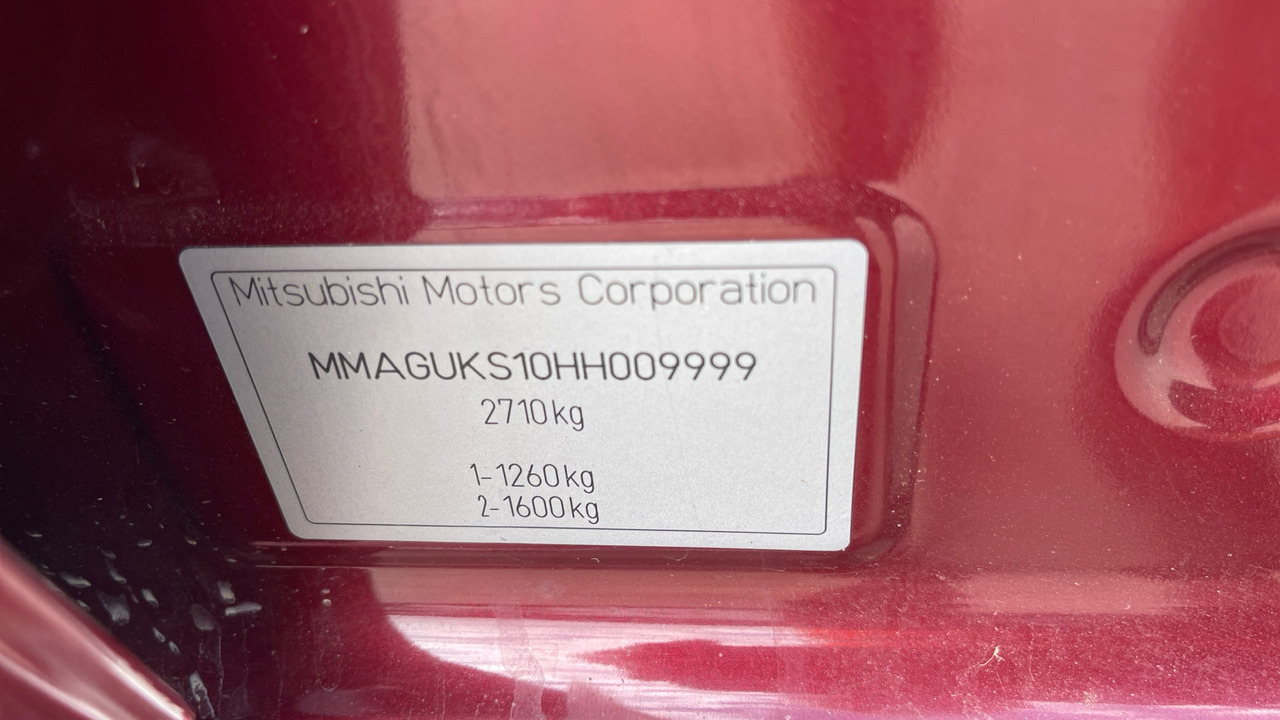 Mitsubishi Motors Corporation
MMAGUKS10HH009999
2710kg
1-1260kg
2-1600kg